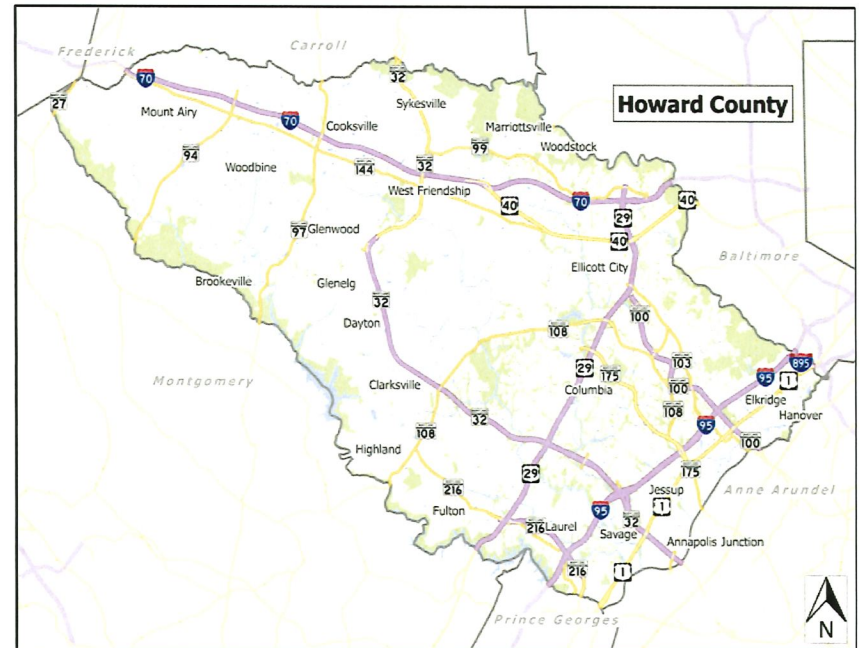 Frederick
Carroll
32
70
27
Sykesville
Howard County
Mount Airy
70
Cooksville
Marriottsville
94
99
Woodstock
Woodbine
144
32
West Friendship
70
40
29
40
97
Glenwood
40
Baltimore
Brookeville
Glenelg
Ellicott City
32
100
Dayton
108
103
895
Montgomery
29
175
95
1
Clarksville
Columbia
100
Elkridge
108
Hanover
32
95
108
100
Highland
29
175
216
Jessup
Anne Arundel
Fulton
95
1
216
Laurel
Savage
32
Annapolis Junction
216
1
Prince Georges
N